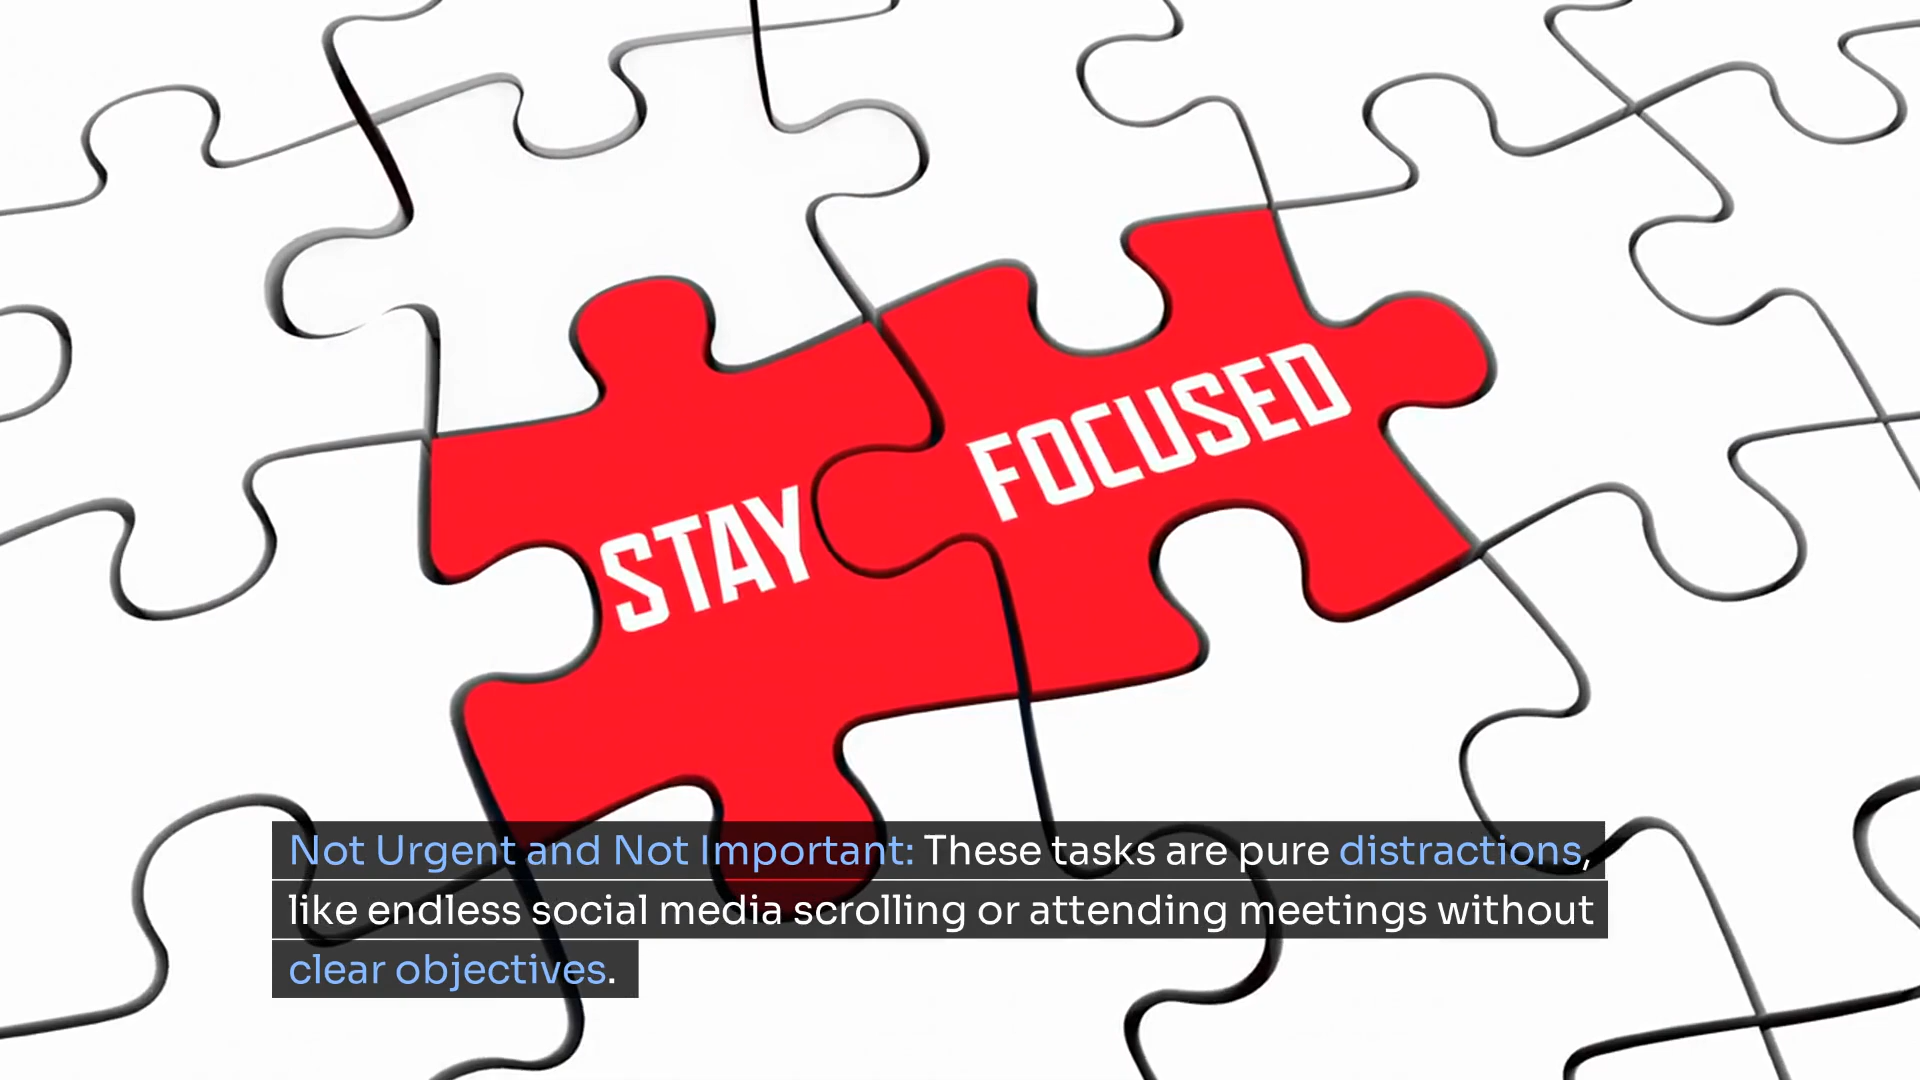 STAY FOCUSED
Not Urgent and Not Important: These tasks are pure distractions,
like endless social media scrolling or attending meetings without
clear objectives.